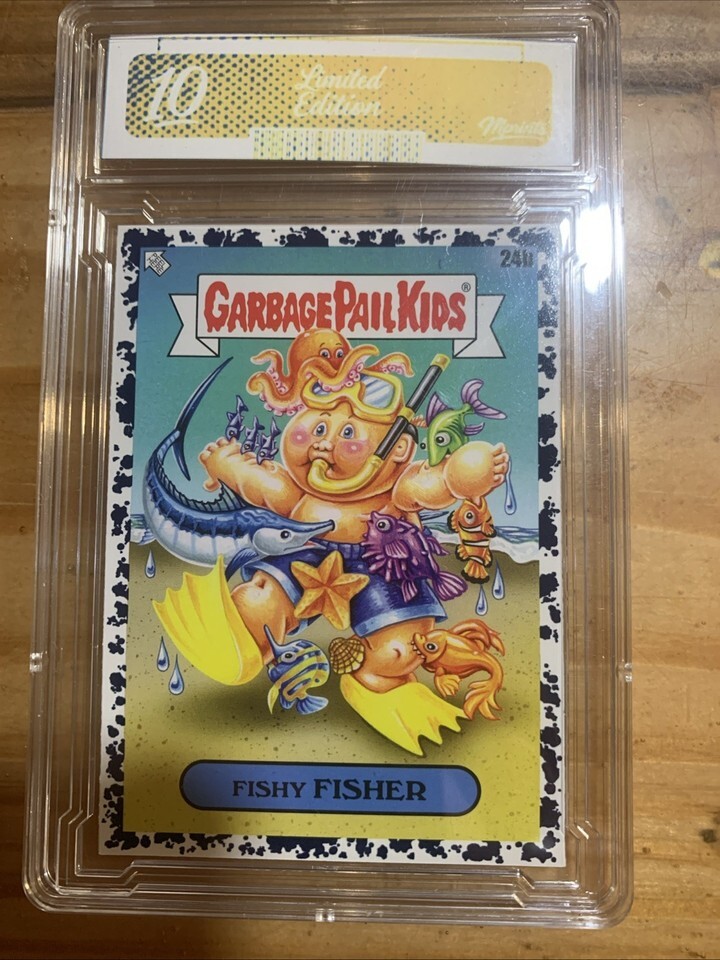 10
Limited
Edition
24b
GARBAGE PAIL KIDS®
FISHY FISHER